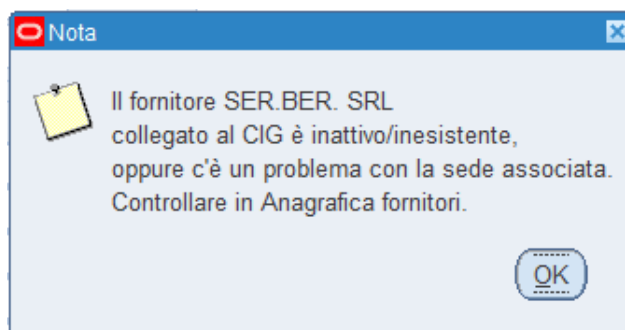 Nota
Il fornitore SER.BER. SRL
collegato al CIG è inattivo/inesistente,
oppure c'è un problema con la sede associata.
Controllare in Anagrafica fornitori.
OK